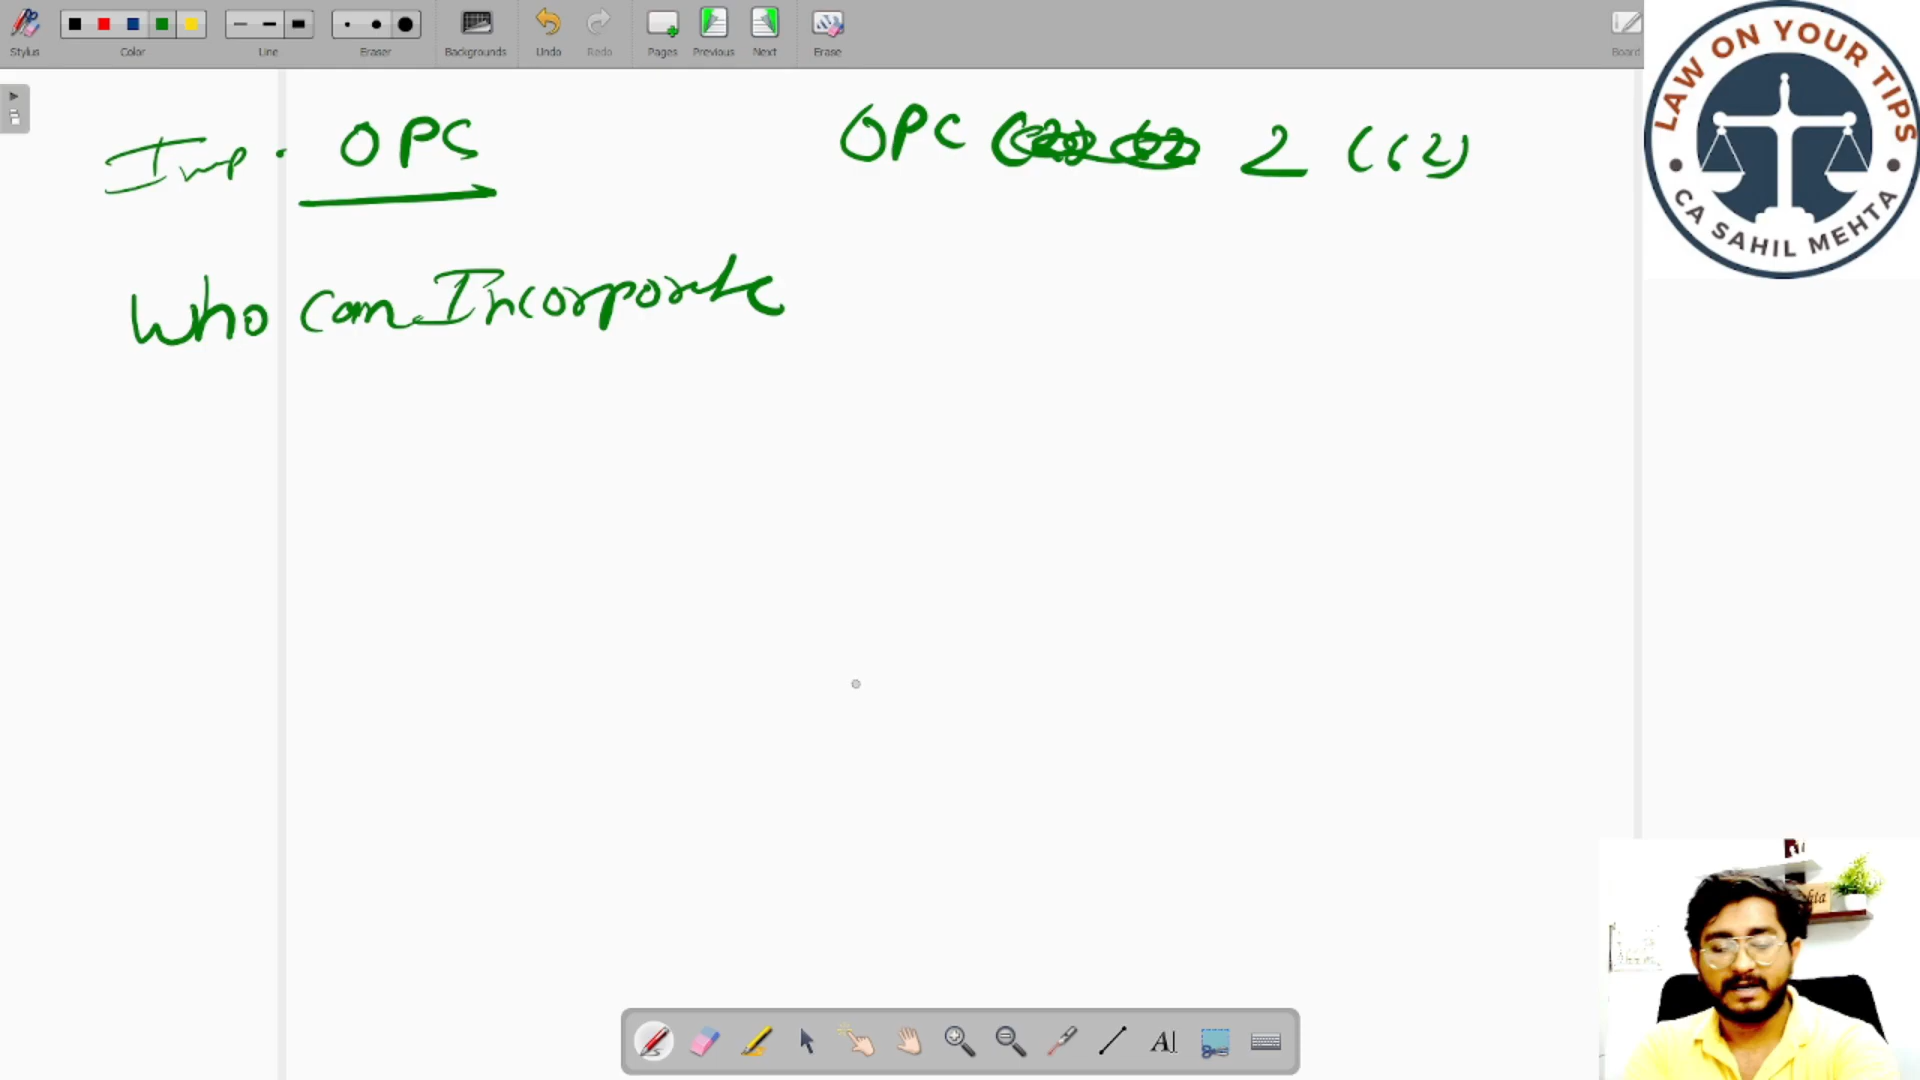 Stylus Color Line Eraser Backgrounds Undo Redo Pages Previous Next Erase Board
LAW ON YOUR TIPS
CA SAHIL MEHTA
Imp. OPC
OPC 2 (62)
Who can Incorporate